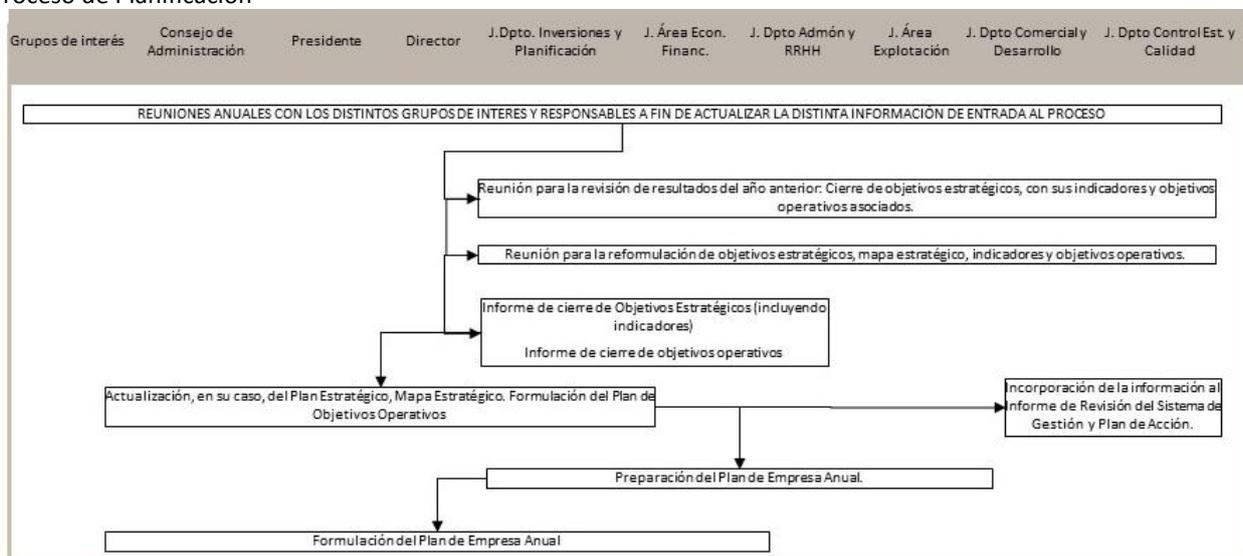 roceso de Planificación
Grupos de interés
Consejo de
Administración
Presidente
Director
J.Dpto. Inversiones y
Planificación
J. Área Econ.
Financ.
J. Dpto Admón y
RRHH
J. Área
Explotación
J. Dpto Comercial y
Desarrollo
J. Dpto Control Est. y
Calidad
REUNIONES ANUALES CON LOS DISTINTOS GRUPOS DE INTERES Y RESPONSABLES A FIN DE ACTUALIZAR LA DISTINTA INFORMACIÓN DE ENTRADA AL PROCESO
Reunión para la revisión de resultados del año anterior: Cierre de objetivos estratégicos, con sus indicadores y objetivos
operativos asociados.
Reunión para la reformulación de objetivos estratégicos, mapa estratégico, indicadores y objetivos operativos.
Informe de cierre de Objetivos Estratégicos (incluyendo
indicadores)
Informe de cierre de objetivos operativos
Actualización, en su caso, del Plan Estratégico, Mapa Estratégico. Formulación del Plan de
Objetivos Operativos
Incorporación de la información al
Informe de Revisión del Sistema de
Gestión y Plan de Acción.
Preparación del Plan de Empresa Anual.
Formulación del Plan de Empresa Anual